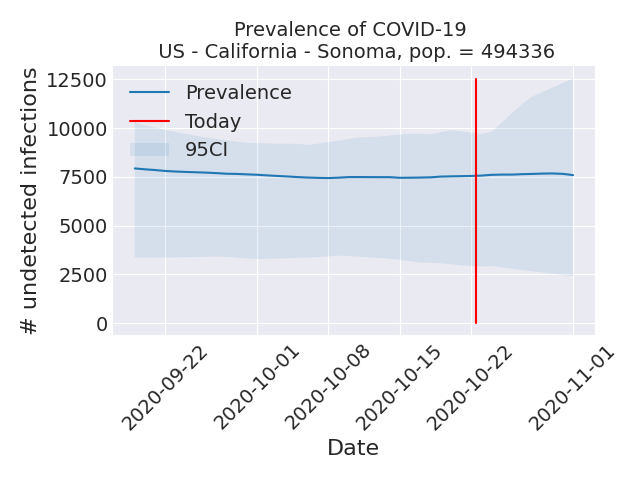 Prevalence of COVID-19
US - California - Sonoma, pop. = 494336
# undetected infections
12500
10000
7500
5000
2500
0
Prevalence
Today
95CI
2020-09-22
2020-10-01
2020-10-08
2020-10-15
2020-10-22
2020-11-01
Date